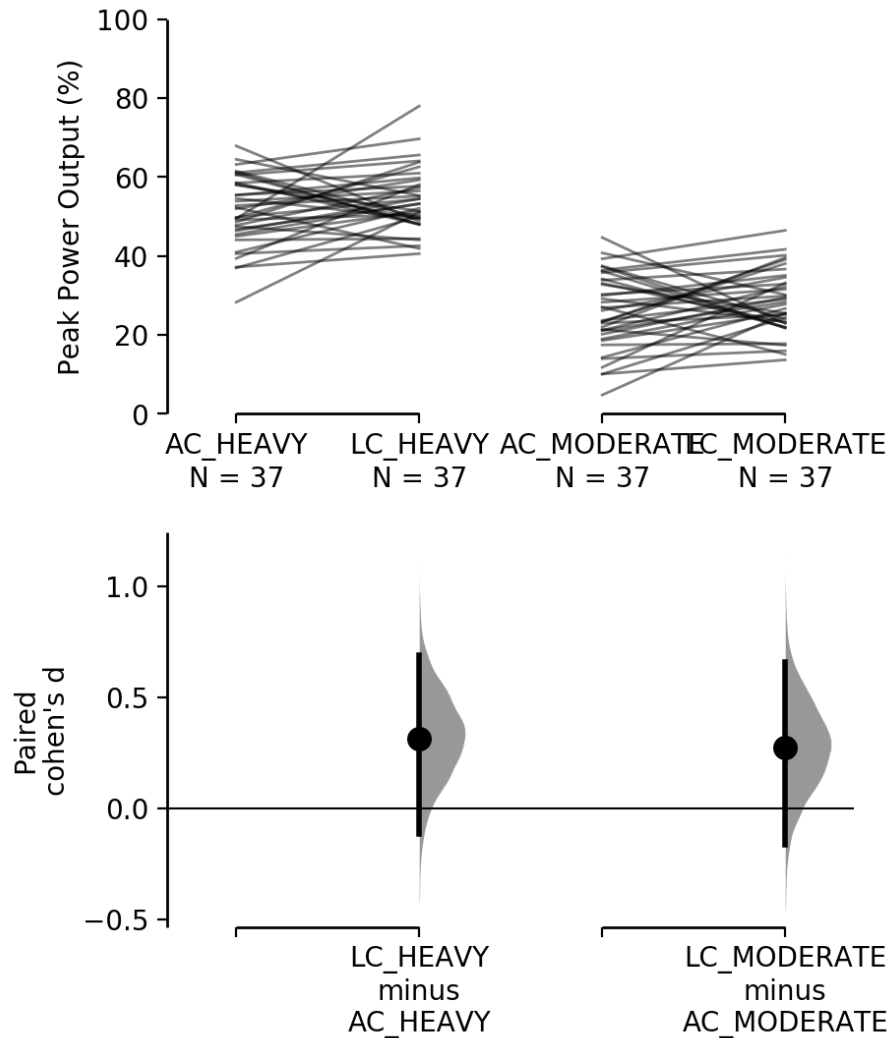 Peak Power Output (%)
100
80
60
40
20
0
AC_HEAVY
N = 37
LC_HEAVY
N = 37
AC_MODERATE
N = 37
LC_MODERATE
N = 37
Paired
cohen's d
1.0
0.5
0.0
−0.5
LC_HEAVY
minus
AC_HEAVY
LC_MODERATE
minus
AC_MODERATE